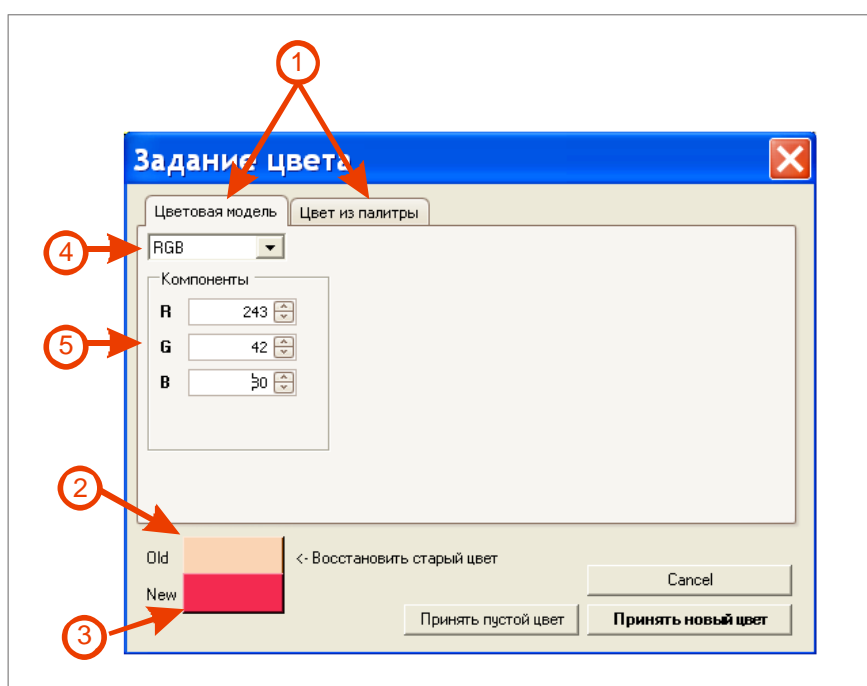 1
Задание цвета
Цветовая модель Цвет из палитры
4 RGB
Компоненты
R 243
5 G 42
B
2
Old <- Восстановить старый цвет
New Cancel
3 Принять пустой цвет Принять новый цвет